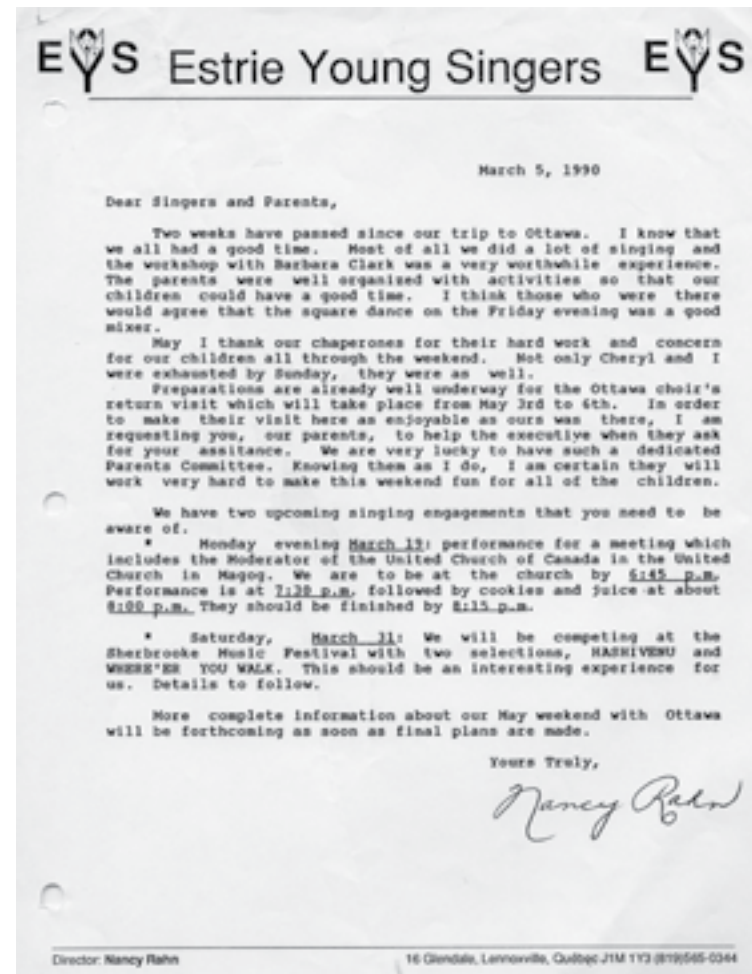 EYS Estrie Young Singers EYS
March 5, 1990
Dear Singers and Parents,
Two weeks have passed since our trip to Ottawa. I know that
we all had a good time. Most of all we did a lot of singing and
the workshop with Barbara Clark was a very worthwhile experience.
The parents were well organized with activities so that our
children could have a good time. I think those who were there
would agree that the square dance on the Friday evening was a good
mixer.
May I thank our chaperones for their hard work and concern
for our children all through the weekend. Not only Cheryl and I
were exhausted by Sunday, they were as well.
Preparations are already well underway for the Ottawa choir's
return visit which will take place from May 3rd to 6th. In order
to make their visit here as enjoyable as ours was there, I am
requesting you, our parents, to help the executive when they ask
for your assitance. We are very lucky to have such a dedicated
Parents Committee. Knowing them as I do, I am certain they will
work very hard to make this weekend fun for all of the children.
We have two upcoming singing engagements that you need to be
aware of.
* Monday evening March 19: performance for a meeting which
includes the Moderator of the United Church of Canada in the United
Church in Magog. We are to be at the church by 6:45 p.m.
Performance is at 7:30 p.m. followed by cookies and juice at about
8:00 p.m. They should be finished by 8:15 p.m.
* Saturday, March 31: We will be competing at the
Sherbrooke Music Festival with two selections, HASHIVENU and
WHERE'ER YOU WALK. This should be an interesting experience for
us. Details to follow.
More complete information about our May weekend with Ottawa
will be forthcoming as soon as final plans are made.
Yours Truly,
Nancy Rahn
Director: Nancy Rahn 16 Glendale, Lennoxville, Québec J1M 1Y3 (819)565-0344